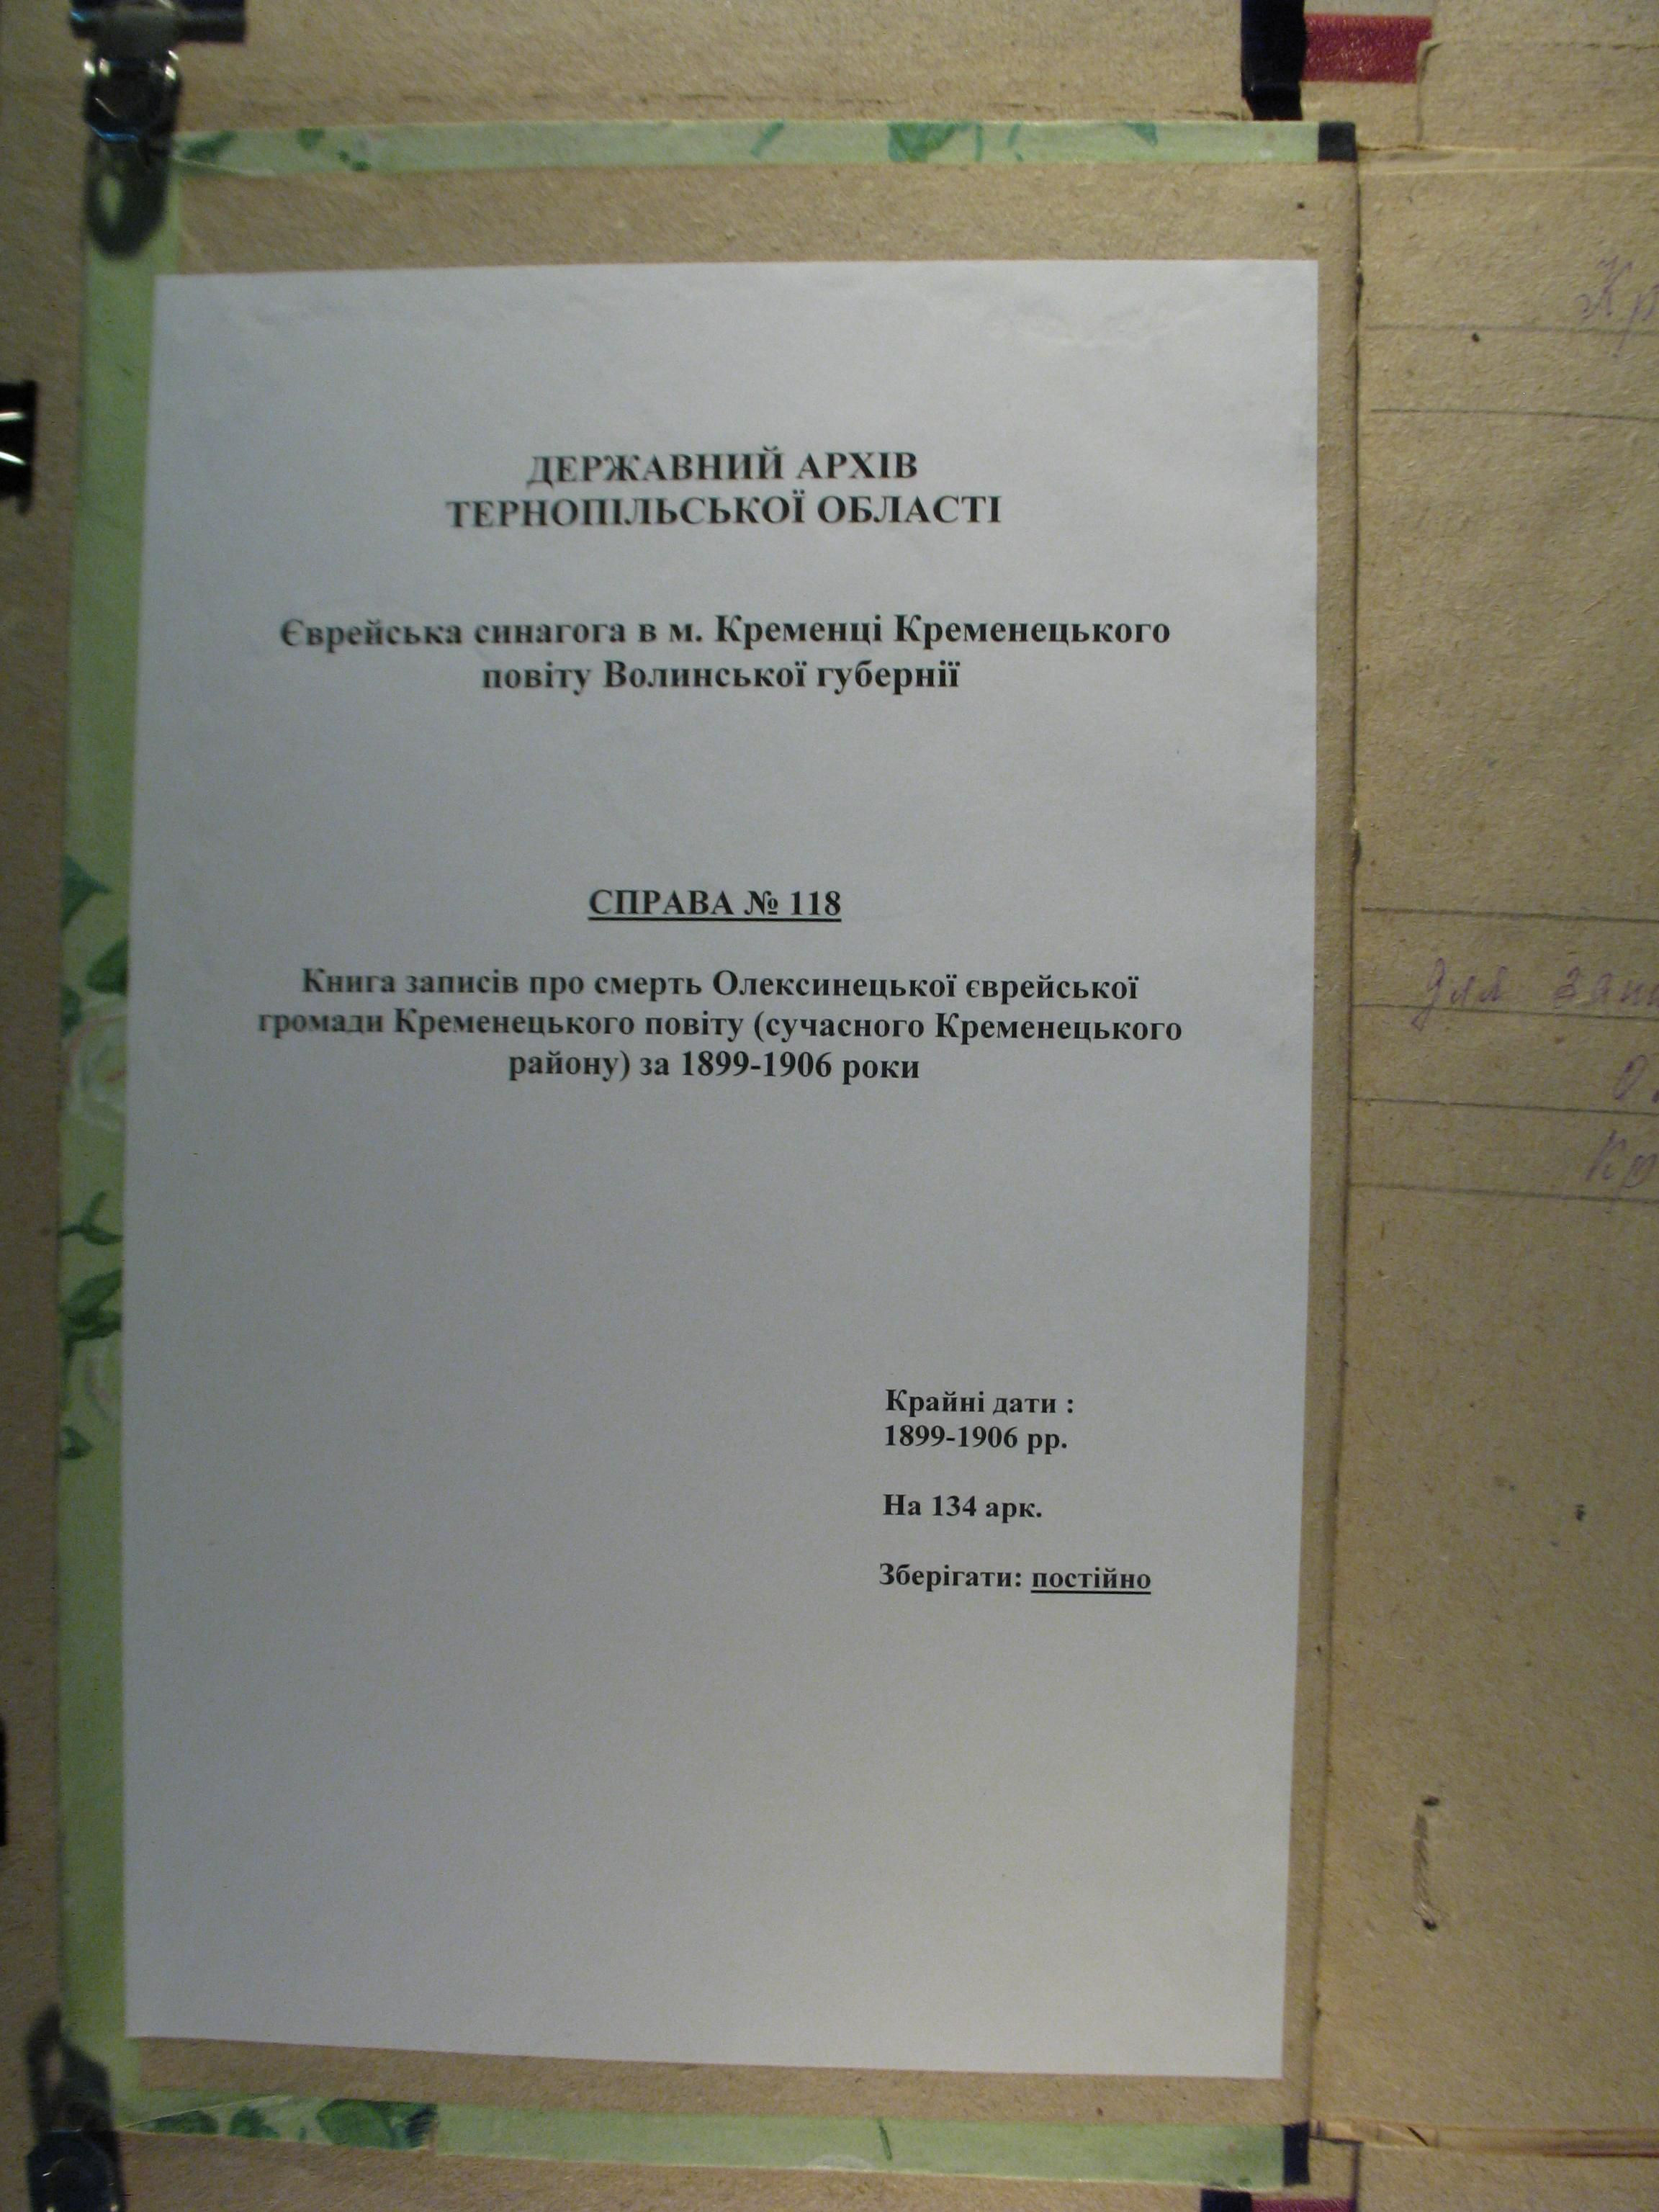 ДЕРЖАВНИЙ АРХІВ
ТЕРНОПІЛЬСЬКОЇ ОБЛАСТІ
Єврейська синагога в м. Кременці Кременецького
повіту Волинської губернії
СПРАВА № 118
Книга записів про смерть Олексинецької єврейської
громади Кременецького повіту (сучасного Кременецького
району) за 1899-1906 роки
Крайні дати :
1899-1906 рр.
На 134 арк.
Зберігати: постійно
для